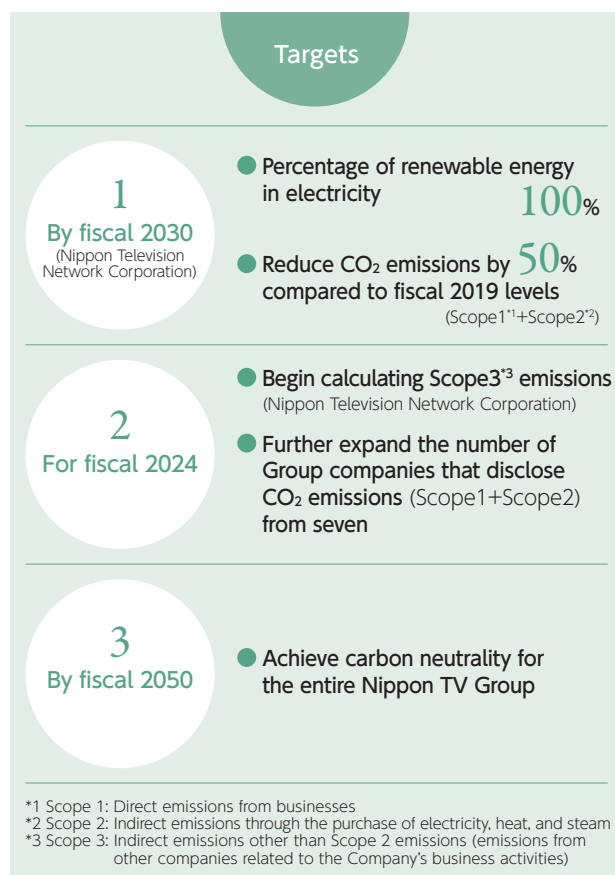 Targets
1
By fiscal 2030
(Nippon Television
Network Corporation)
● Percentage of renewable energy
in electricity
100%
● Reduce CO₂ emissions by 50%
compared to fiscal 2019 levels
(Scope1*1+Scope2*2)
2
For fiscal 2024
● Begin calculating Scope3*3 emissions
(Nippon Television Network Corporation)
● Further expand the number of
Group companies that disclose
CO₂ emissions (Scope1+Scope2)
from seven
3
By fiscal 2050
● Achieve carbon neutrality for
the entire Nippon TV Group
*1 Scope 1: Direct emissions from businesses
*2 Scope 2: Indirect emissions through the purchase of electricity, heat, and steam
*3 Scope 3: Indirect emissions other than Scope 2 emissions (emissions from
other companies related to the Company's business activities)